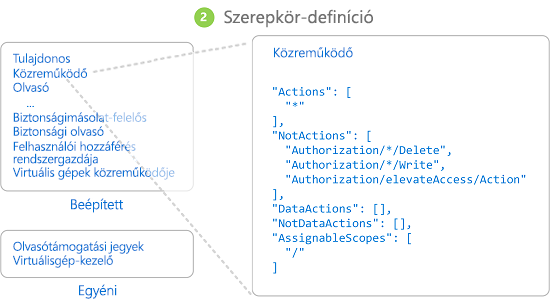 2 Szerepkör-definíció
Tulajdonos
Közreműködő
Olvasó
...
Biztonságimásolat-felelős
Biztonsági olvasó
Felhasználói hozzáférés
rendszergazdája
Virtuális gépek közreműködője
Beépített
Olvasótámogatási jegyek
Virtuálisgép-kezelő
Egyéni
Közreműködő
"Actions": [
"*"
],
"NotActions": [
"Authorization/*/Delete",
"Authorization/*/Write",
"Authorization/elevateAccess/Action"
],
"DataActions": [],
"NotDataActions": [],
"AssignableScopes": [
"/"
]